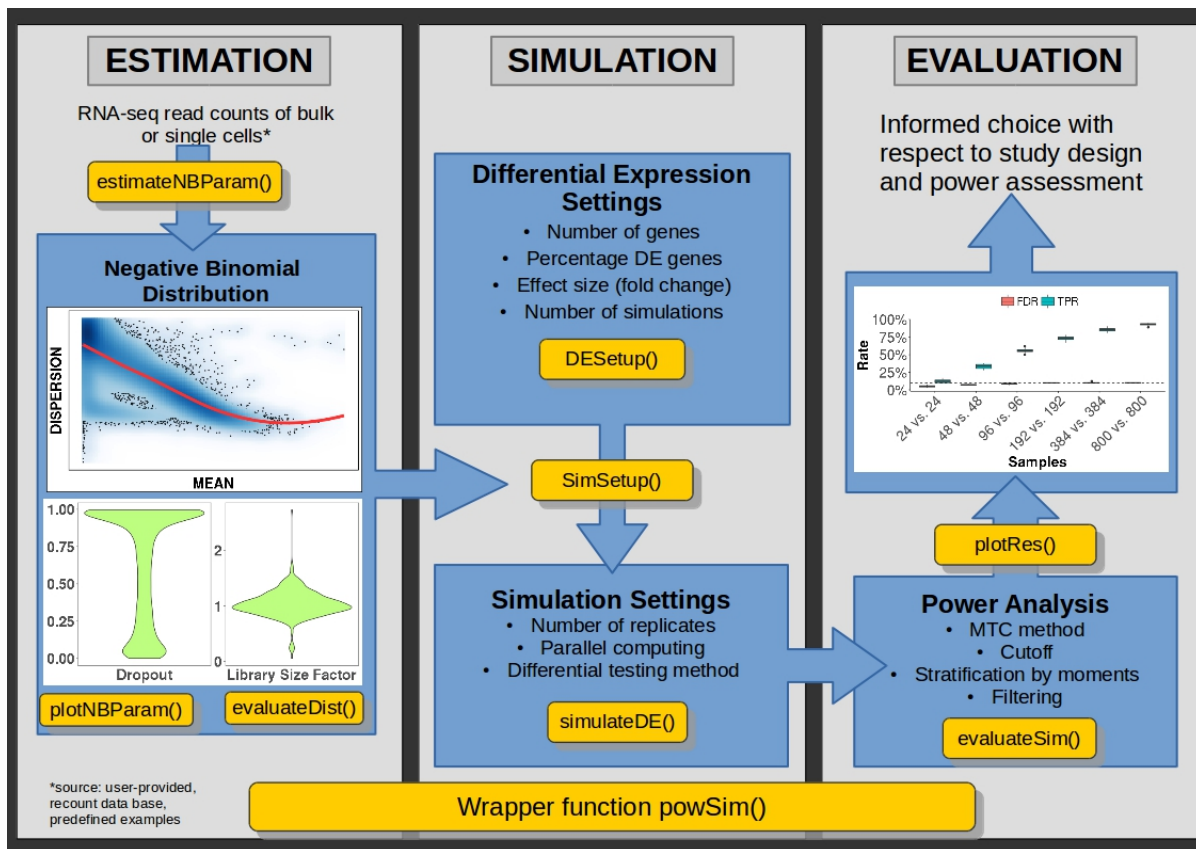 ESTIMATION
RNA-seq read counts of bulk
or single cells*
estimateNBParam()
Negative Binomial
Distribution
DISPERSION
MEAN
1.00
0.75
0.50
0.25
0.00
Dropout
2
1
0
Library Size Factor
plotNBParam()
evaluateDist()
*source: user-provided,
recount data base,
predefined examples
SIMULATION
Differential Expression
Settings
• Number of genes
• Percentage DE genes
• Effect size (fold change)
• Number of simulations
DESetup()
SimSetup()
Simulation Settings
• Number of replicates
• Parallel computing
• Differential testing method
simulateDE()
EVALUATION
Informed choice with
respect to study design
and power assessment
FDR TPR
Rate
100%
75%
50%
25%
0%
24 vs. 24
48 vs. 48
96 vs. 96
192 vs. 192
384 vs. 384
800 vs. 800
Samples
plotRes()
Power Analysis
• MTC method
• Cutoff
• Stratification by moments
• Filtering
evaluateSim()
Wrapper function powSim()